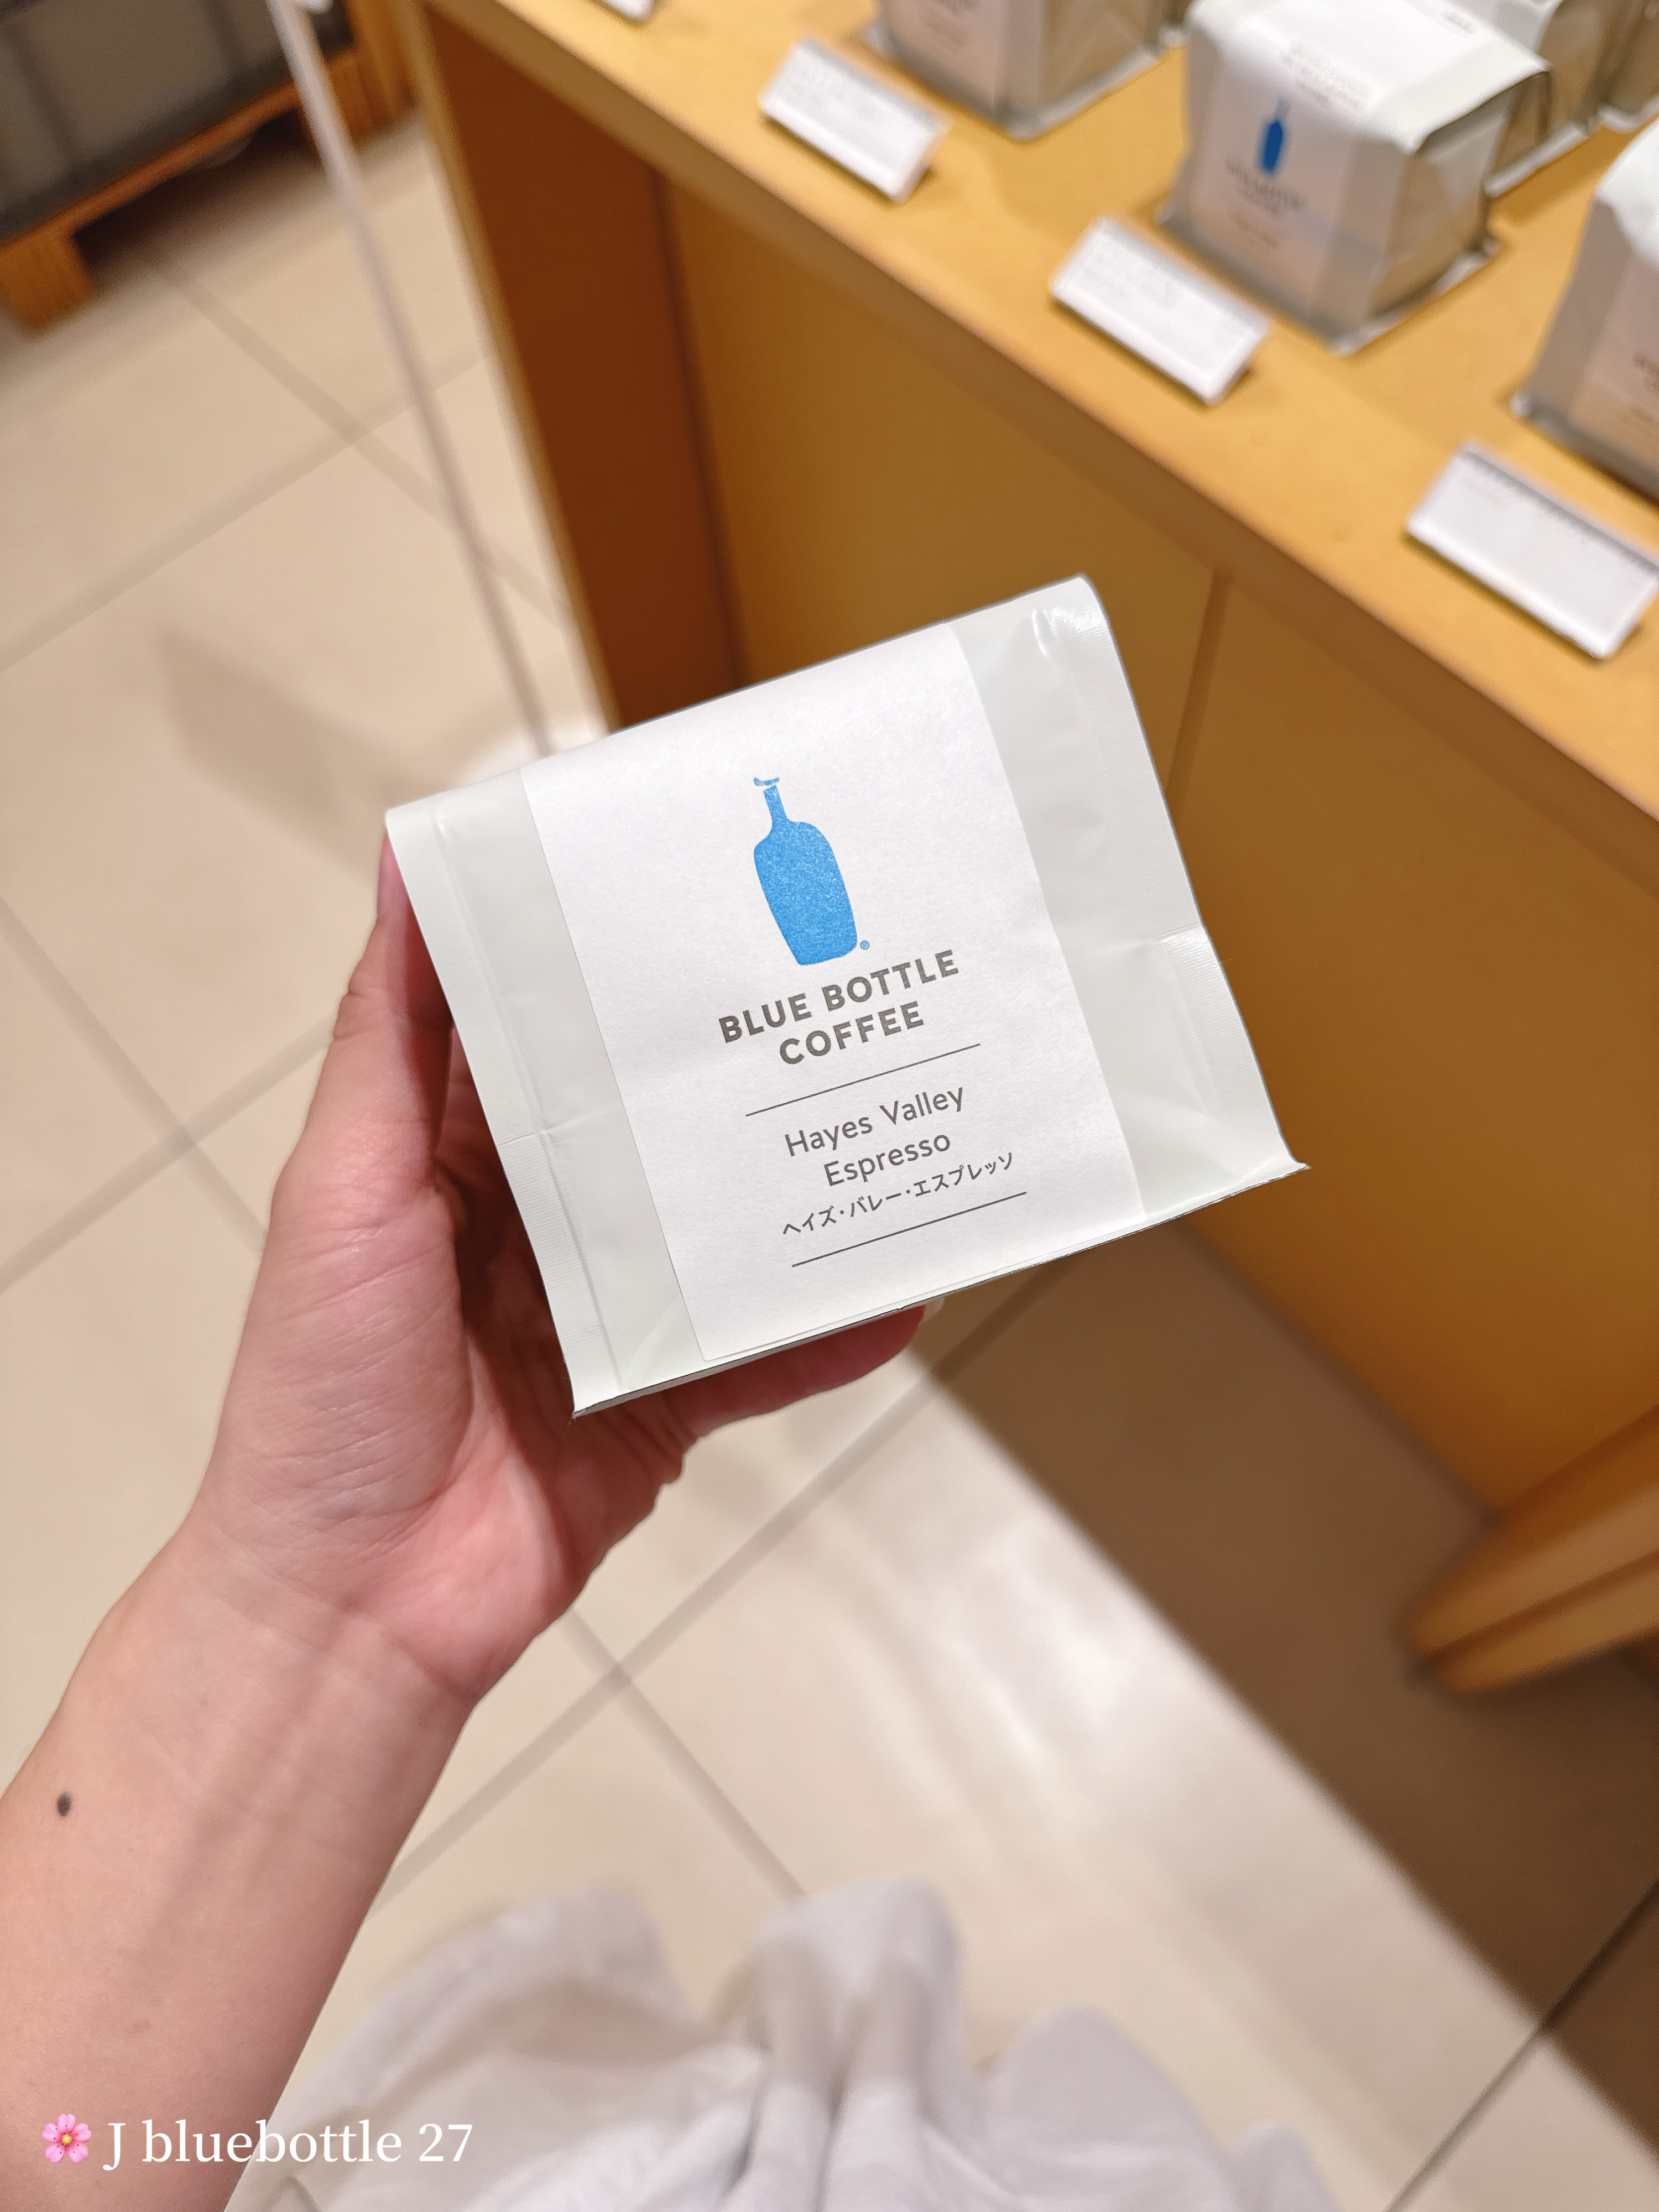 BLUE BOTTLE
COFFEE
Hayes Valley
Espresso
ヘイズ・バレー・エスプレッソ
🌸 J bluebottle 27